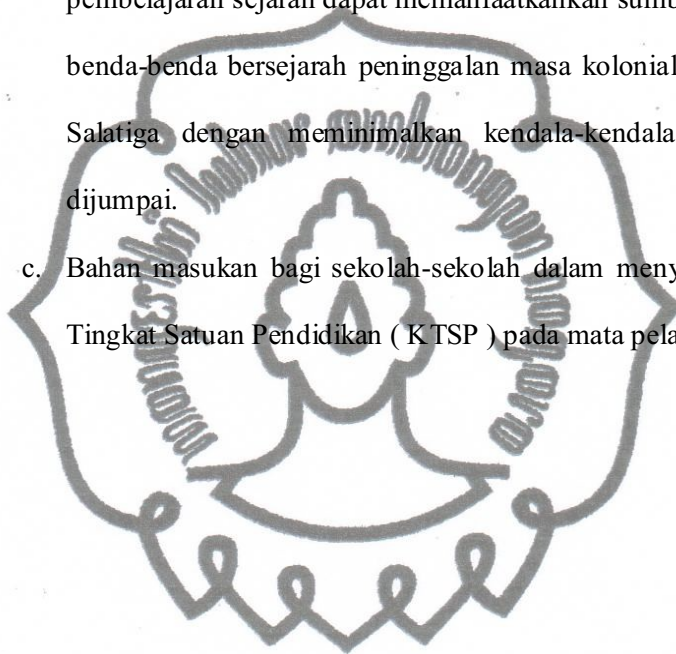 pembelajaran sejarah dapat memanfaatkankan sumb
benda-benda bersejarah peninggalan masa kolonial
Salatiga dengan meminimalkan kendala-kendala
dijumpai.
c. Bahan masukan bagi sekolah-sekolah dalam meny
Tingkat Satuan Pendidikan ( KTSP ) pada mata pela